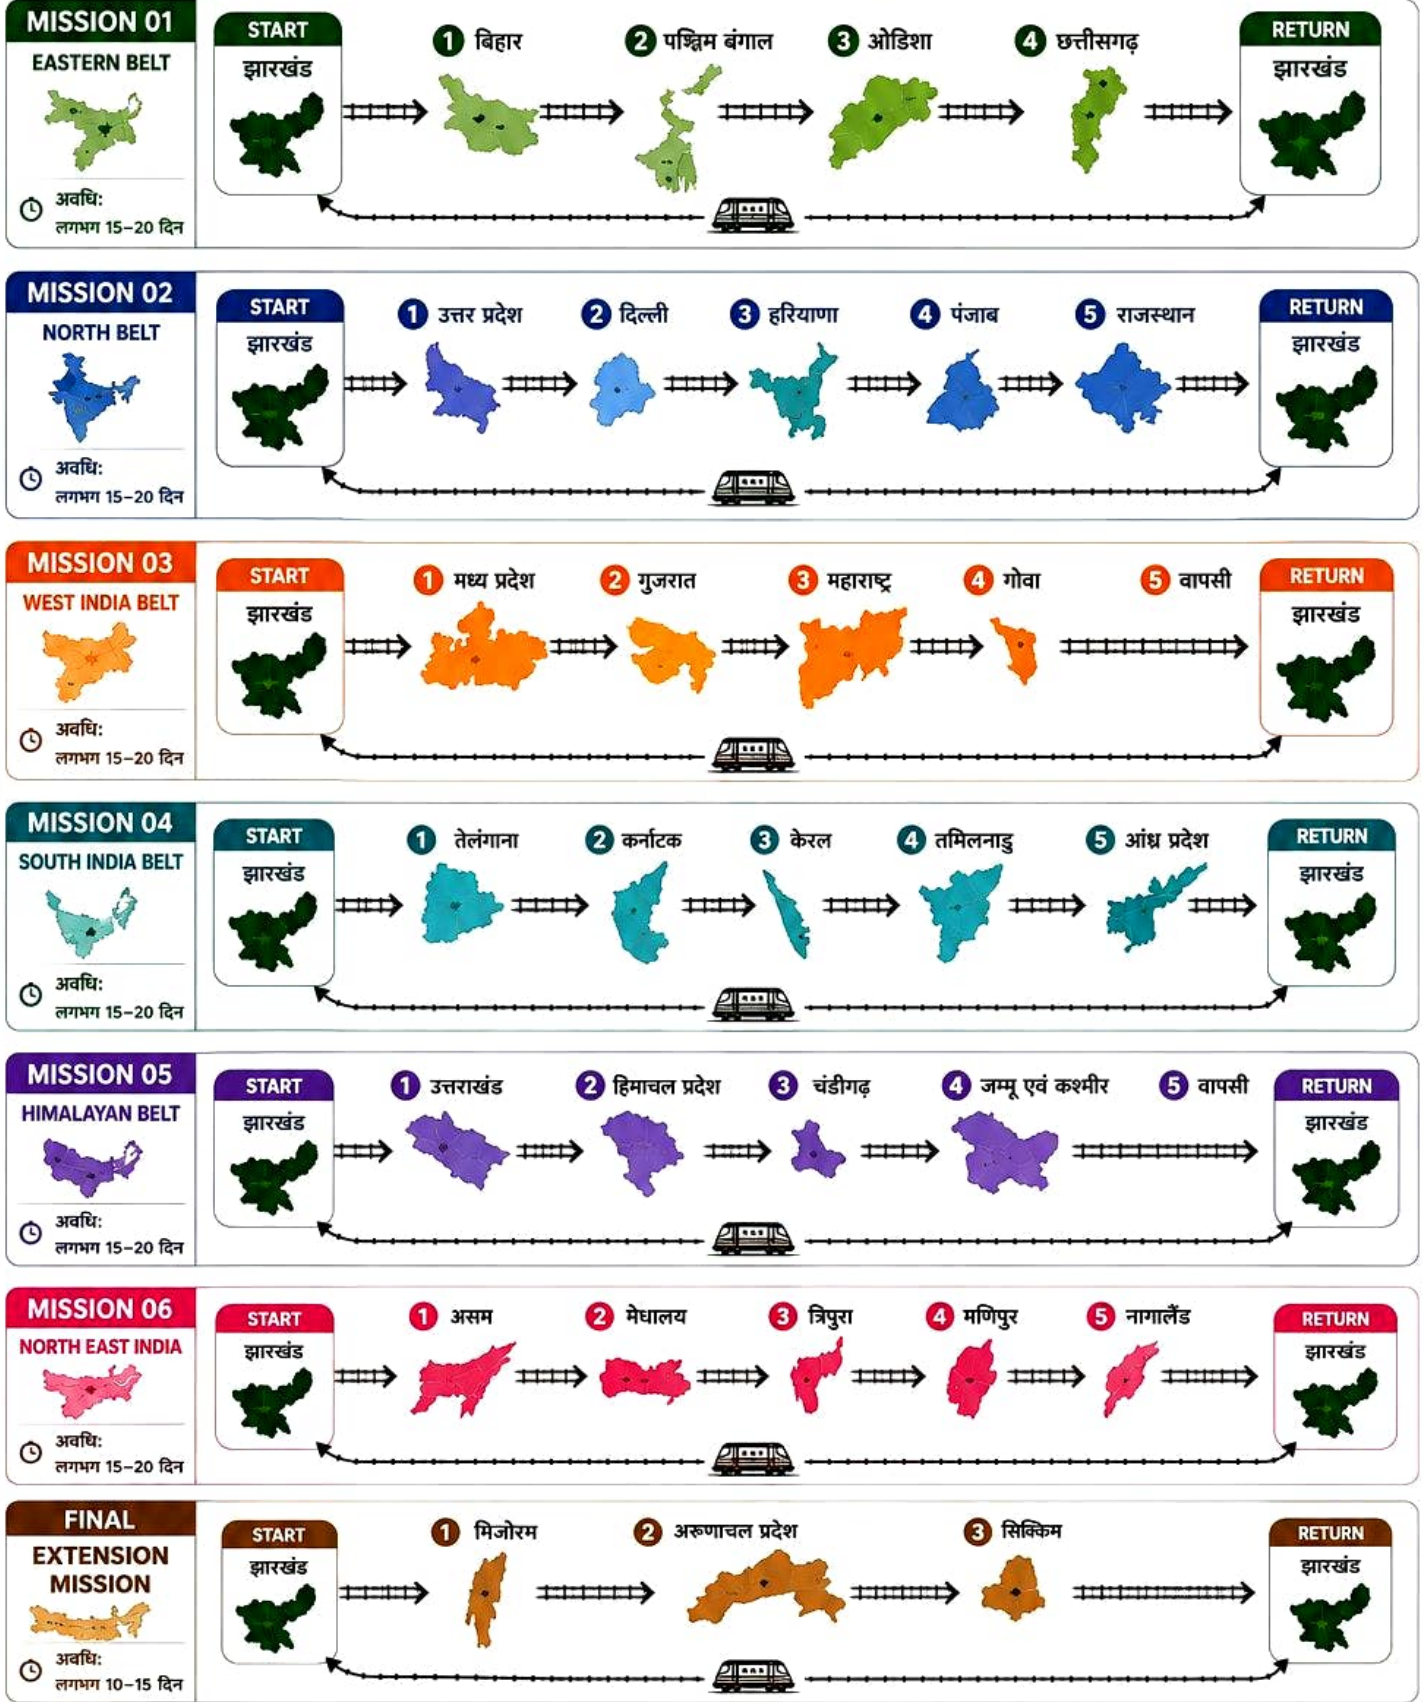 MISSION 01
EASTERN BELT
अवधि:
लगभग 15–20 दिन
START
झारखंड
1 बिहार
2 पश्चिम बंगाल
3 ओडिशा
4 छत्तीसगढ़
RETURN
झारखंड
MISSION 02
NORTH BELT
अवधि:
लगभग 15–20 दिन
START
झारखंड
1 उत्तर प्रदेश
2 दिल्ली
3 हरियाणा
4 पंजाब
5 राजस्थान
RETURN
झारखंड
MISSION 03
WEST INDIA BELT
अवधि:
लगभग 15–20 दिन
START
झारखंड
1 मध्य प्रदेश
2 गुजरात
3 महाराष्ट्र
4 गोवा
5 वापसी
RETURN
झारखंड
MISSION 04
SOUTH INDIA BELT
अवधि:
लगभग 15–20 दिन
START
झारखंड
1 तेलंगाना
2 कर्नाटक
3 केरल
4 तमिलनाडु
5 आंध्र प्रदेश
RETURN
झारखंड
MISSION 05
HIMALAYAN BELT
अवधि:
लगभग 15–20 दिन
START
झारखंड
1 उत्तराखंड
2 हिमाचल प्रदेश
3 चंडीगढ़
4 जम्मू एवं कश्मीर
5 वापसी
RETURN
झारखंड
MISSION 06
NORTH EAST INDIA
अवधि:
लगभग 15–20 दिन
START
झारखंड
1 असम
2 मेघालय
3 त्रिपुरा
4 मणिपुर
5 नागालैंड
RETURN
झारखंड
FINAL
EXTENSION
MISSION
अवधि:
लगभग 10–15 दिन
START
झारखंड
1 मिजोरम
2 अरूणाचल प्रदेश
3 सिक्किम
RETURN
झारखंड